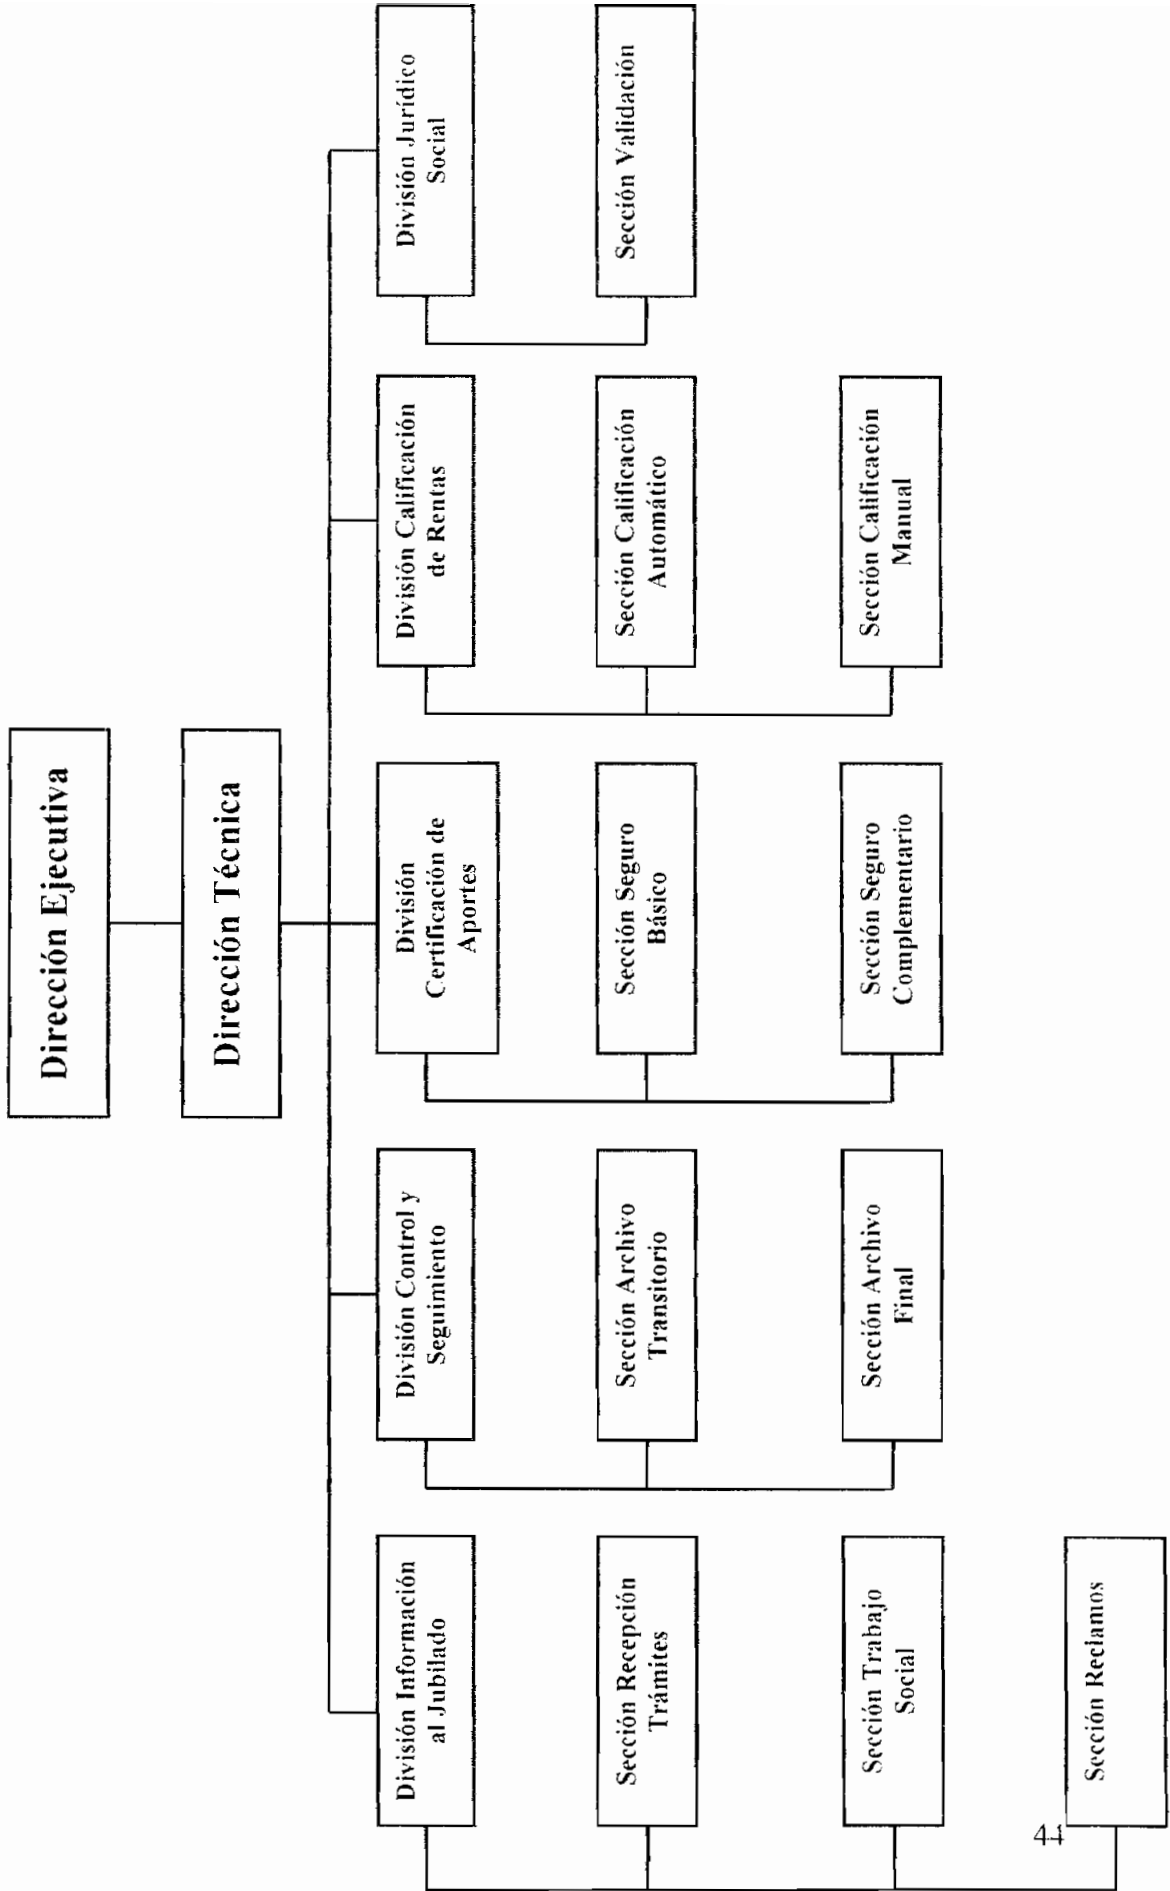 Dirección Ejecutiva
Dirección Técnica
División Información
al Jubilado
División Control y
Seguimiento
División
Certificación de
Aportes
División Calificación
de Rentas
División Jurídico
Social
Sección Recepción
Trámites
Sección Archivo
Transitorio
Sección Seguro
Básico
Sección Calificación
Automático
Sección Validación
Sección Trabajo
Social
Sección Archivo
Final
Sección Seguro
Complementario
Sección Calificación
Manual
Sección Reclamos
44